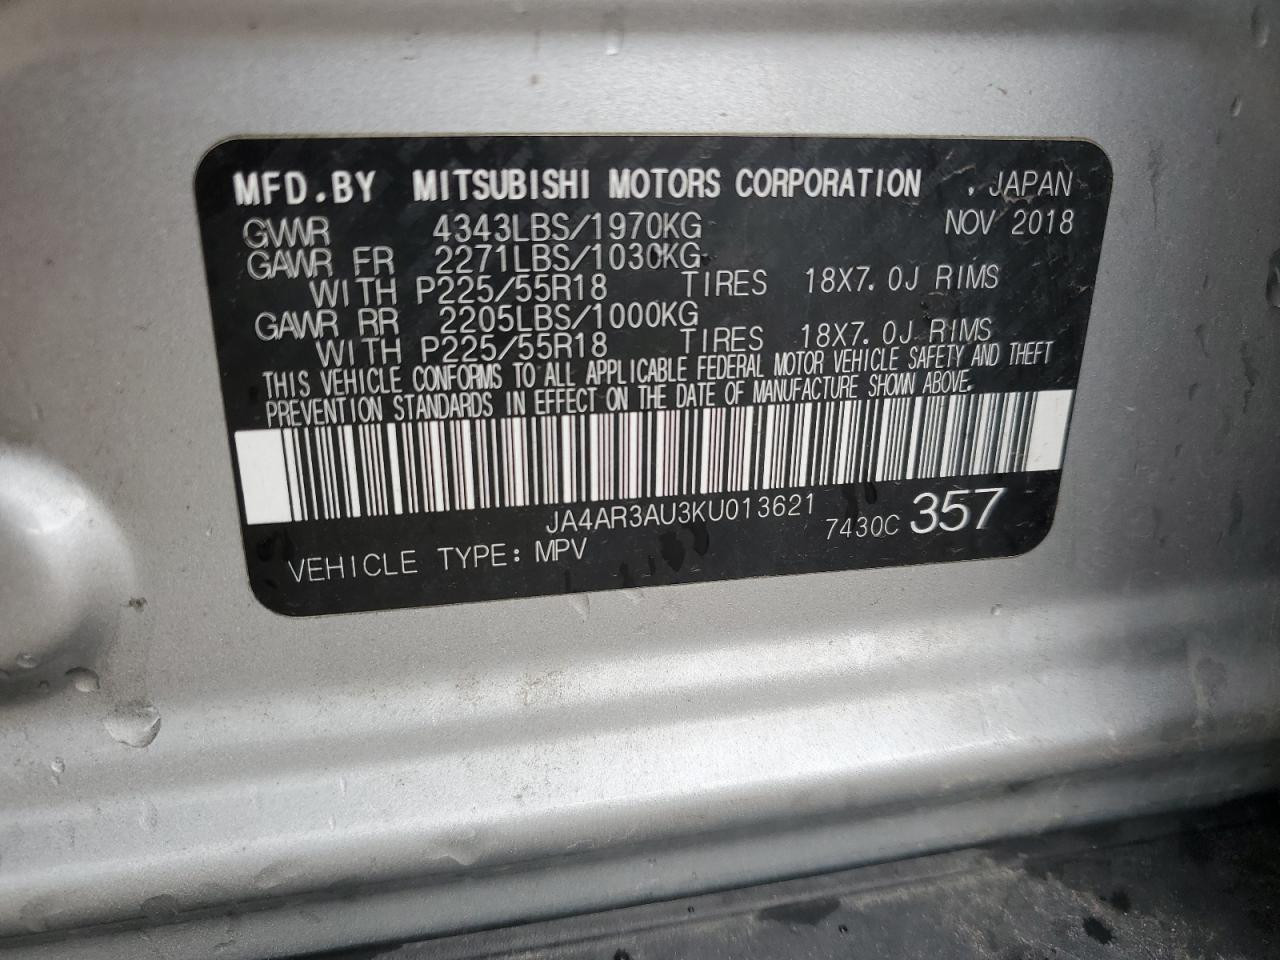 MFD.BY MITSUBISHI MOTORS CORPORATION , JAPAN
GVWR 4343LBS/1970KG NOV 2018
GAWR FR 2271LBS/1030KG
WITH P225/55R18 TIRES 18X7.0J RIMS
GAWR RR 2205LBS/1000KG
WITH P225/55R18 TIRES 18X7.0J RIMS
THIS VEHICLE CONFORMS TO ALL APPLICABLE FEDERAL MOTOR VEHICLE SAFETY AND THEFT
PREVENTION STANDARDS IN EFFECT ON THE DATE OF MANUFACTURE SHOWN ABOVE.
JA4AR3AU3KU013621 7430C 357
VEHICLE TYPE: MPV